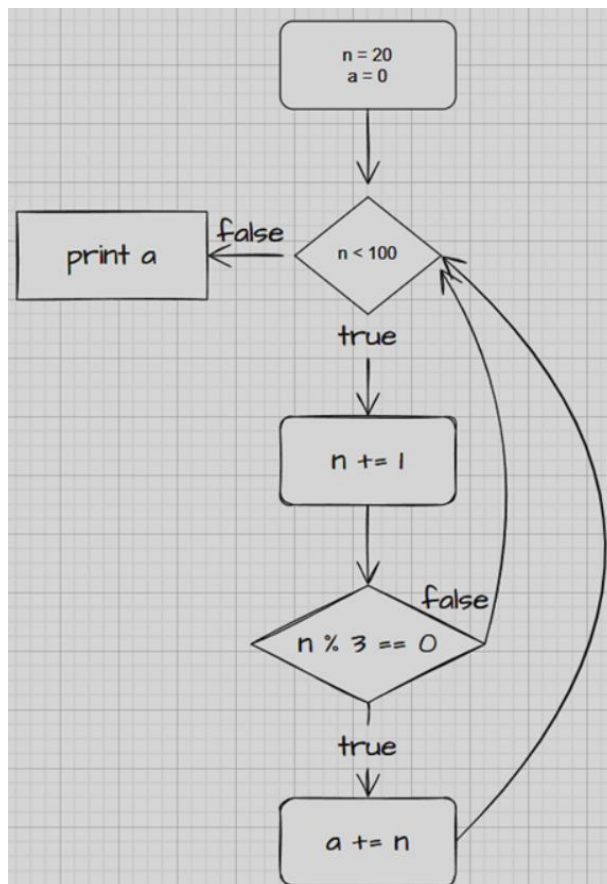 n = 20
a = 0
n < 100
false
print a
true
n += 1
false
n % 3 == 0
true
a += n